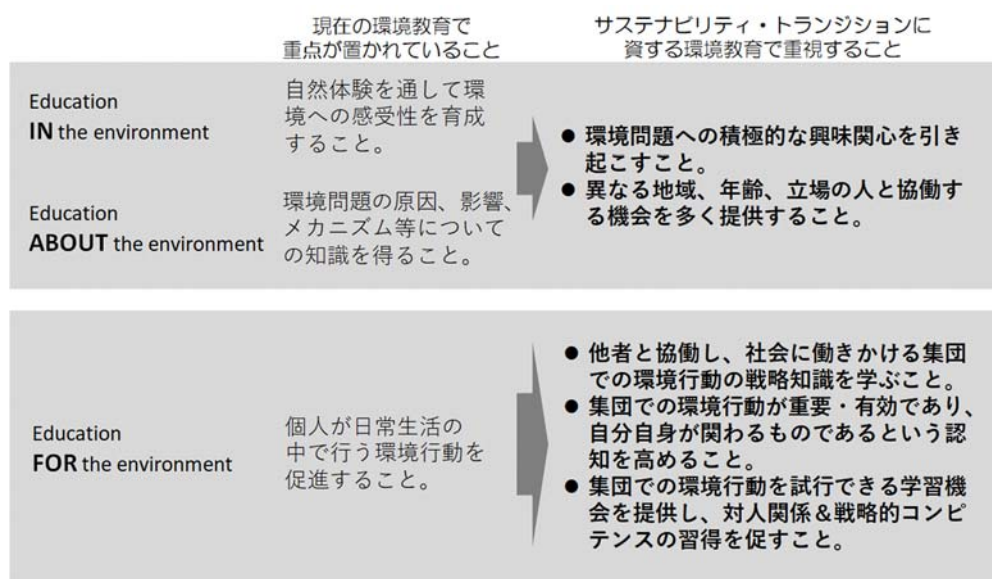 現在の環境教育で
重点が置かれていること
サステナビリティ・トランジションに
資する環境教育で重視すること
Education
IN the environment
自然体験を通して環
境への感受性を育成
すること。
Education
ABOUT the environment
環境問題の原因、影響、
メカニズム等について
の知識を得ること。
● 環境問題への積極的な興味関心を引き
起こすこと。
● 異なる地域、年齢、立場の人と協働す
る機会を多く提供すること。
Education
FOR the environment
個人が日常生活の
中で行う環境行動を
促進すること。
● 他者と協働し、社会に働きかける集団
での環境行動の戦略知識を学ぶこと。
● 集団での環境行動が重要・有効であり、
自分自身が関わるものであるという認
知を高めること。
● 集団での環境行動を試行できる学習機
会を提供し、対人関係&戦略的コンピ
テンスの習得を促すこと。